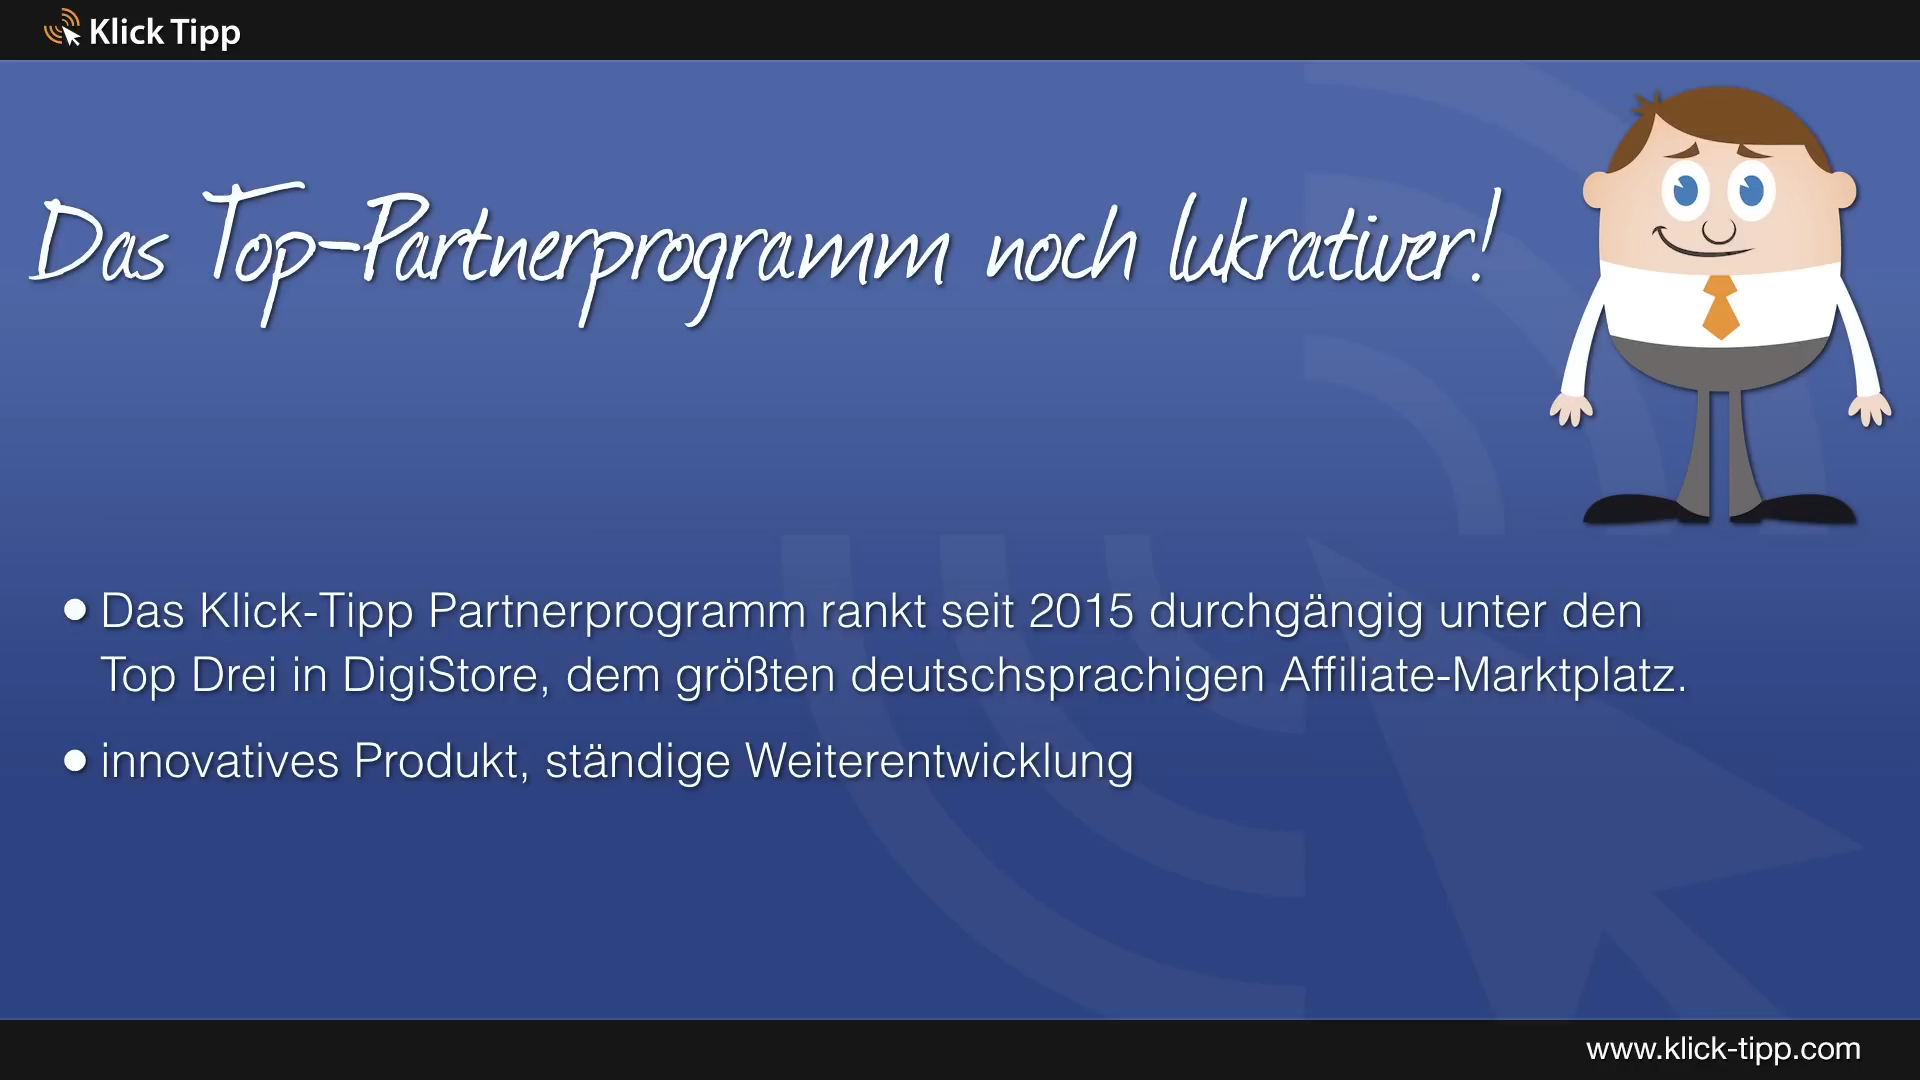 Klick Tipp
Das Top-Partnerprogramm noch lukrativer!
● Das Klick-Tipp Partnerprogramm rankt seit 2015 durchgängig unter den
Top Drei in DigiStore, dem größten deutschsprachigen Affiliate-Marktplatz.
● innovatives Produkt, ständige Weiterentwicklung
www.klick-tipp.com